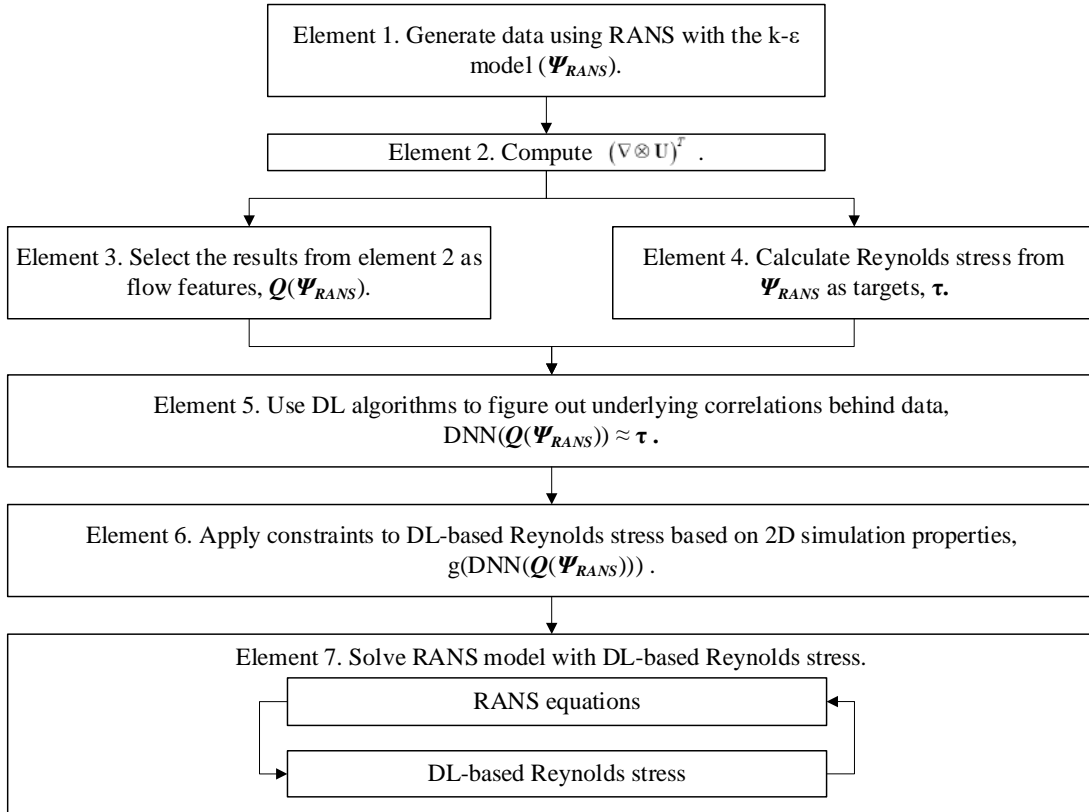 Element 1. Generate data using RANS with the k-ε
model (Ψ_RANS).
Element 2. Compute (∇⊗U)^T .
Element 3. Select the results from element 2 as
flow features, Q(Ψ_RANS).
Element 4. Calculate Reynolds stress from
Ψ_RANS as targets, τ.
Element 5. Use DL algorithms to figure out underlying correlations behind data,
DNN(Q(Ψ_RANS)) ≈ τ .
Element 6. Apply constraints to DL-based Reynolds stress based on 2D simulation properties,
g(DNN(Q(Ψ_RANS))) .
Element 7. Solve RANS model with DL-based Reynolds stress.
RANS equations
DL-based Reynolds stress